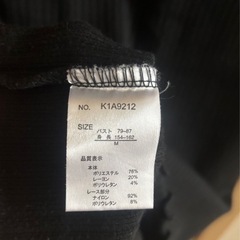 NO. K1A9212
SIZE
バスト 79-87
身長 154-162
M
品質表示
本体
ポリエステル 76%
レーヨン 20%
ポリウレタン 4%
レース部分
ナイロン 92%
ポリウレタン 8%